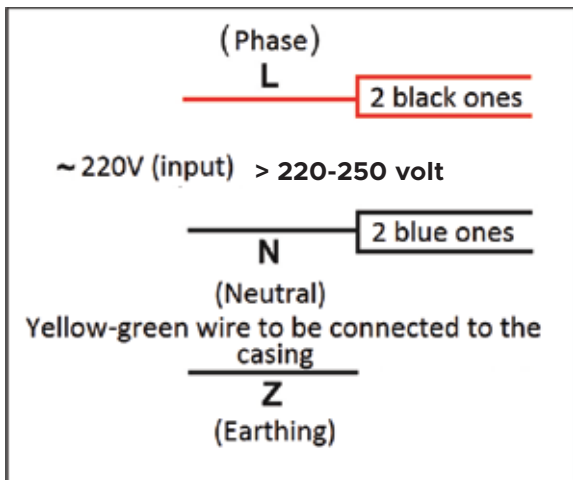 (Phase)
L
2 black ones
~220V (input) > 220-250 volt
2 blue ones
N
(Neutral)
Yellow-green wire to be connected to the
casing
Z
(Earthing)